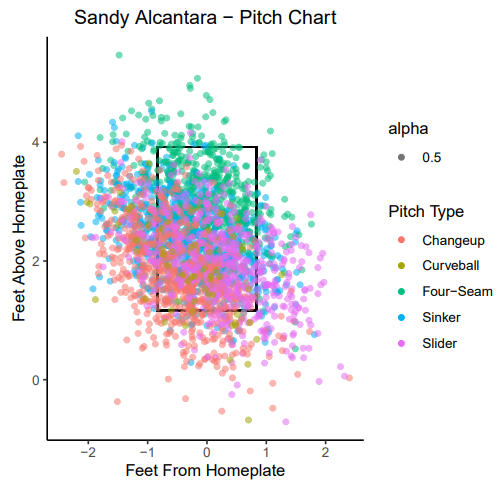 Sandy Alcantara − Pitch Chart
Feet Above Homeplate
4
2
0
−2
−1
0
1
2
Feet From Homeplate
alpha
0.5
Pitch Type
Changeup
Curveball
Four−Seam
Sinker
Slider